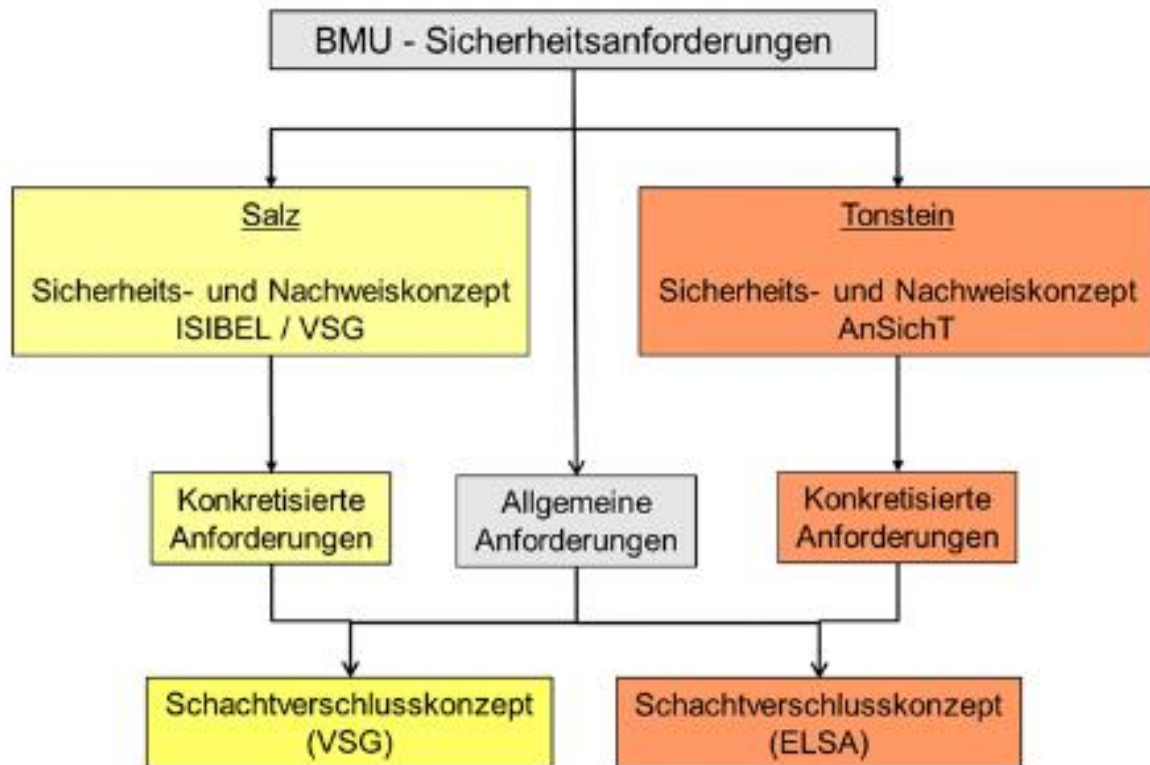 BMU - Sicherheitsanforderungen
Salz
Sicherheits- und Nachweiskonzept
ISIBEL / VSG
Tonstein
Sicherheits- und Nachweiskonzept
AnSichT
Konkretisierte
Anforderungen
Allgemeine
Anforderungen
Konkretisierte
Anforderungen
Schachtverschlusskonzept
(VSG)
Schachtverschlusskonzept
(ELSA)